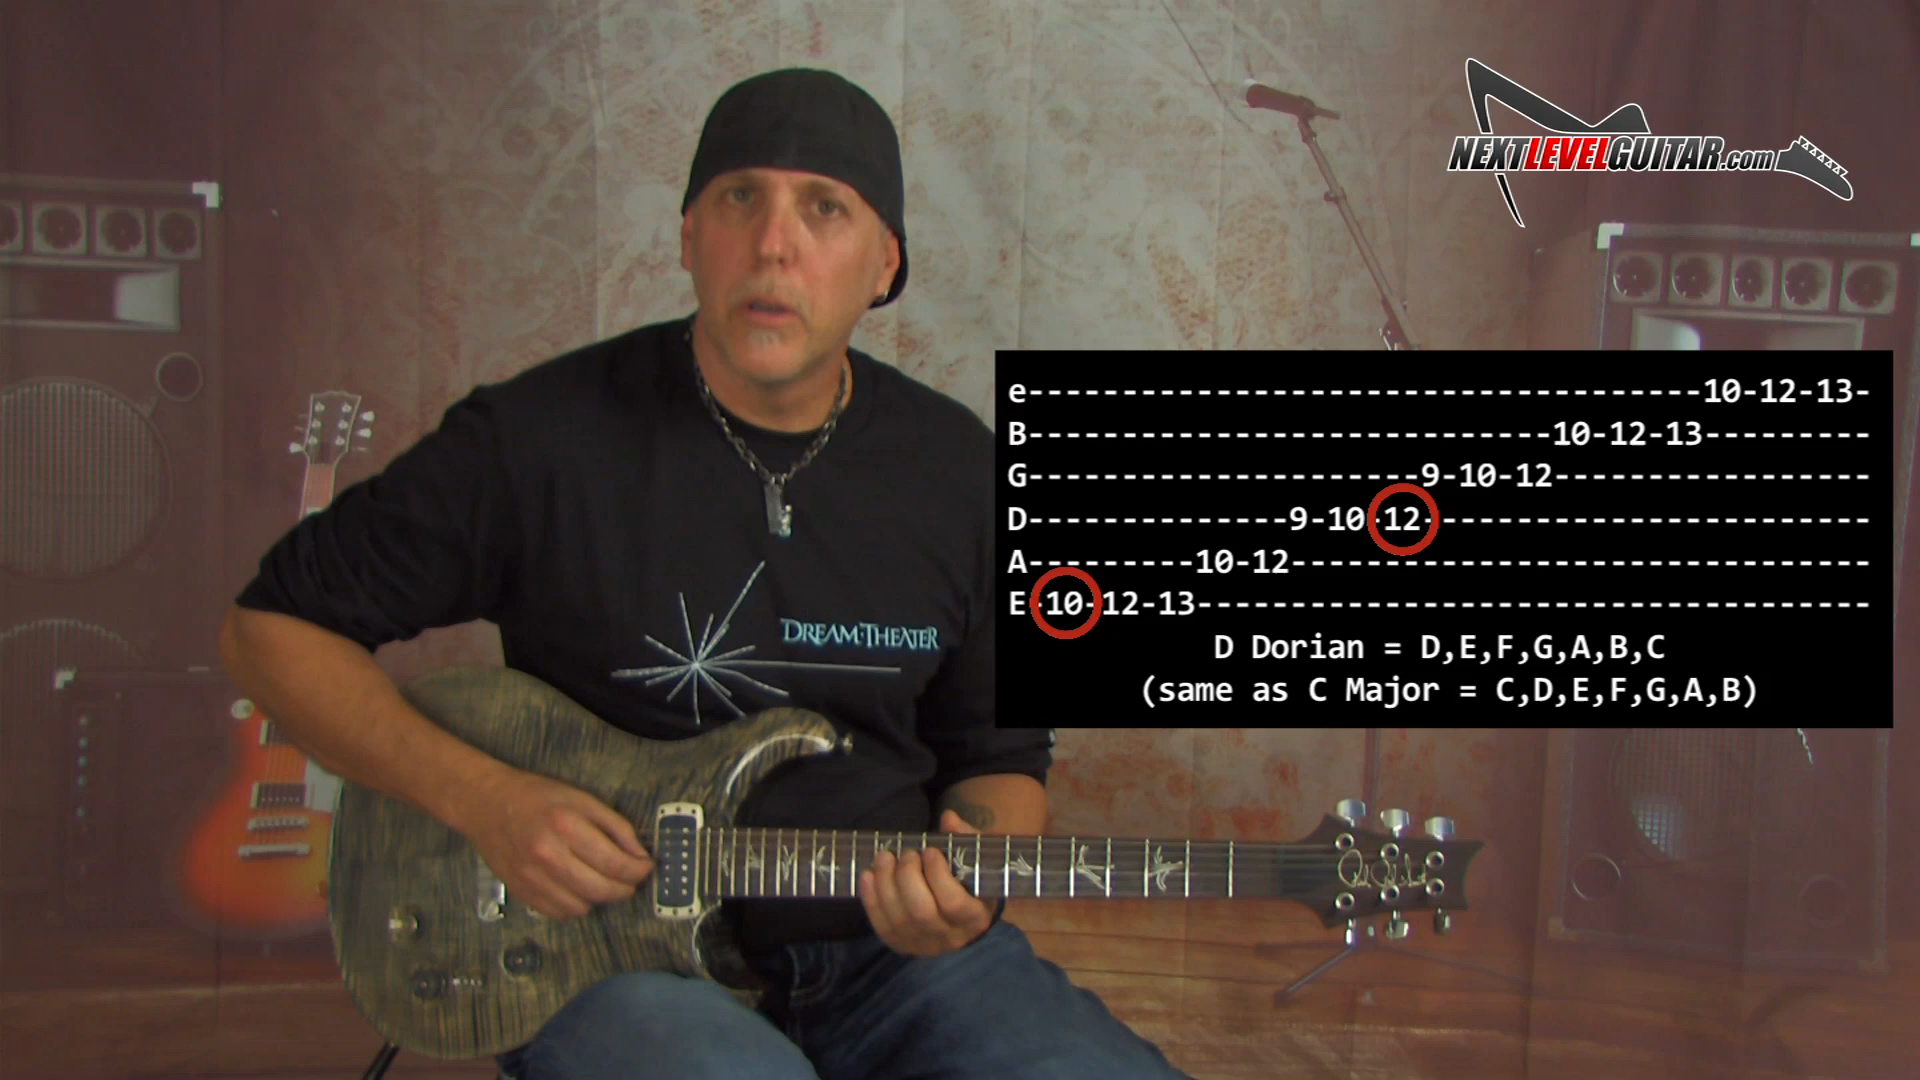 NEXTLEVELGUITAR.com
e------------------------------------10-12-13-
B----------------------------10-12-13---------
G---------------------9-10-12-----------------
D--------------9-10-12------------------------
A---------10-12-------------------------------
E-10-12-13------------------------------------
D Dorian = D,E,F,G,A,B,C
(same as C Major = C,D,E,F,G,A,B)
DREAM THEATER